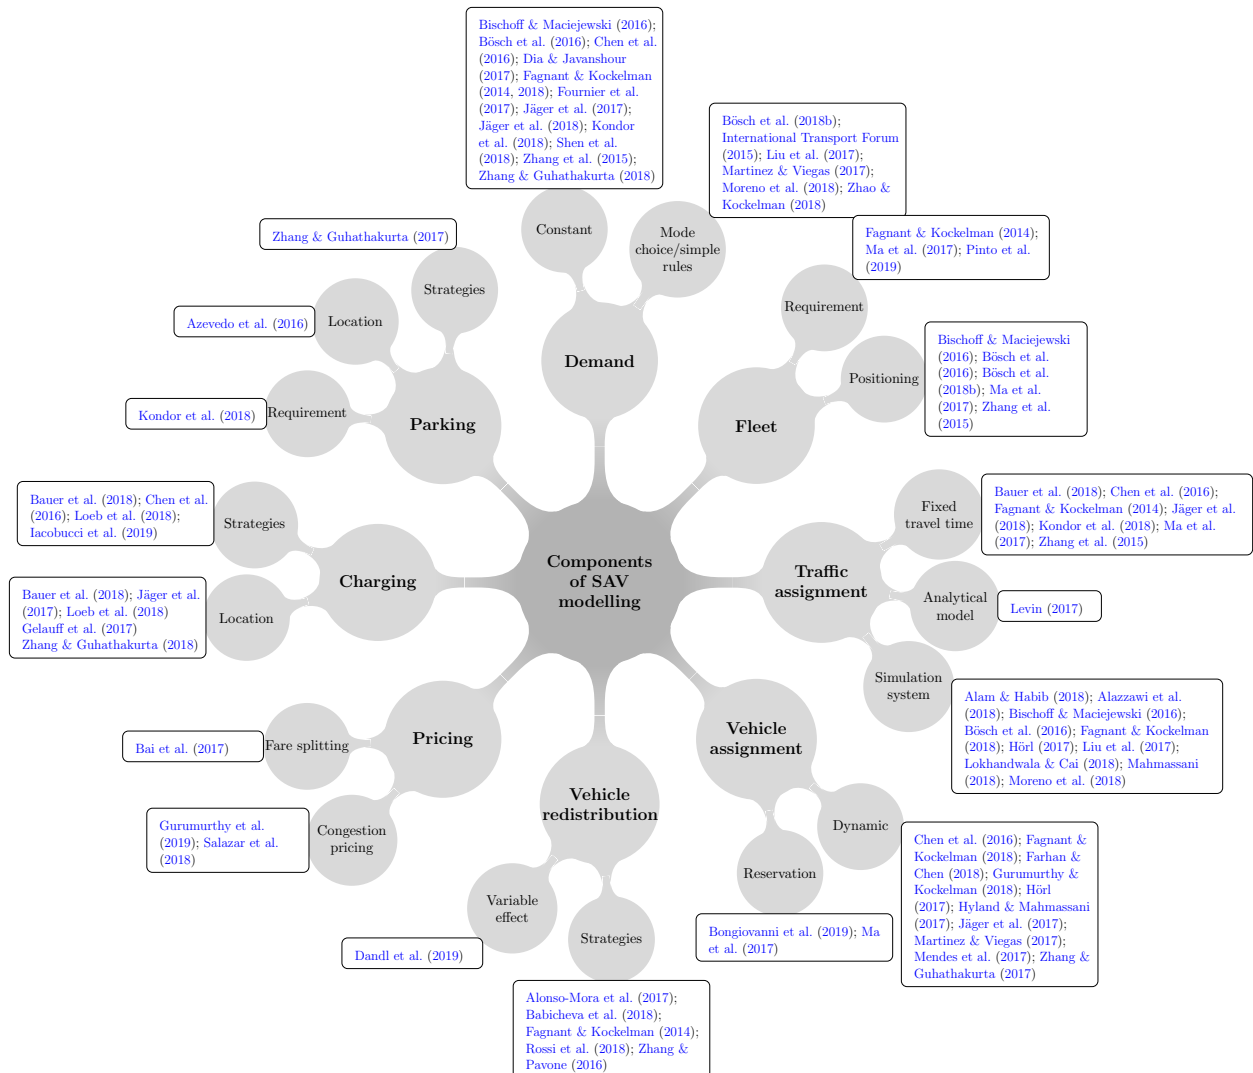 Bischoff & Maciejewski (2016);
Bösch et al. (2016); Chen et al.
(2016); Dia & Javanshour
(2017); Fagnant & Kockelman
(2014, 2018); Fournier et al.
(2017); Jäger et al. (2017);
Jäger et al. (2018); Kondor
et al. (2018); Shen et al.
(2018); Zhang et al. (2015);
Zhang & Guhathakurta (2018)
Constant
Bösch et al. (2018b);
International Transport Forum
(2015); Liu et al. (2017);
Martinez & Viegas (2017);
Moreno et al. (2018); Zhao &
Kockelman (2018)
Mode
choice/simple
rules
Demand
Fagnant & Kockelman (2014);
Ma et al. (2017); Pinto et al.
(2019)
Requirement
Bischoff & Maciejewski
(2016); Bösch et al.
(2016); Bösch et al.
(2018b); Ma et al.
(2017); Zhang et al.
(2015)
Positioning
Fleet
Zhang & Guhathakurta (2017)
Strategies
Azevedo et al. (2016)
Location
Kondor et al. (2018)
Requirement
Parking
Bauer et al. (2018); Chen et al.
(2016); Loeb et al. (2018);
Iacobucci et al. (2019)
Strategies
Bauer et al. (2018); Jäger et al.
(2017); Loeb et al. (2018)
Gelauff et al. (2017)
Zhang & Guhathakurta (2018)
Location
Charging
Components
of SAV
modelling
Traffic
assignment
Fixed
travel time
Bauer et al. (2018); Chen et al. (2016);
Fagnant & Kockelman (2014); Jäger et al.
(2018); Kondor et al. (2018); Ma et al.
(2017); Zhang et al. (2015)
Analytical
model
Levin (2017)
Simulation
system
Alam & Habib (2018); Alazzawi et al.
(2018); Bischoff & Maciejewski (2016);
Bösch et al. (2016); Fagnant & Kockelman
(2018); Hörl (2017); Liu et al. (2017);
Lokhandwala & Cai (2018); Mahmassani
(2018); Moreno et al. (2018)
Pricing
Fare splitting
Bai et al. (2017)
Congestion
pricing
Gurumurthy et al.
(2019); Salazar et al.
(2018)
Vehicle
redistribution
Variable
effect
Dandl et al. (2019)
Strategies
Alonso-Mora et al. (2017);
Babicheva et al. (2018);
Fagnant & Kockelman (2014);
Rossi et al. (2018); Zhang &
Pavone (2016)
Vehicle
assignment
Reservation
Bongiovanni et al. (2019); Ma
et al. (2017)
Dynamic
Chen et al. (2016); Fagnant &
Kockelman (2018); Farhan &
Chen (2018); Gurumurthy &
Kockelman (2018); Hörl
(2017); Hyland & Mahmassani
(2017); Jäger et al. (2017);
Martinez & Viegas (2017);
Mendes et al. (2017); Zhang &
Guhathakurta (2017)